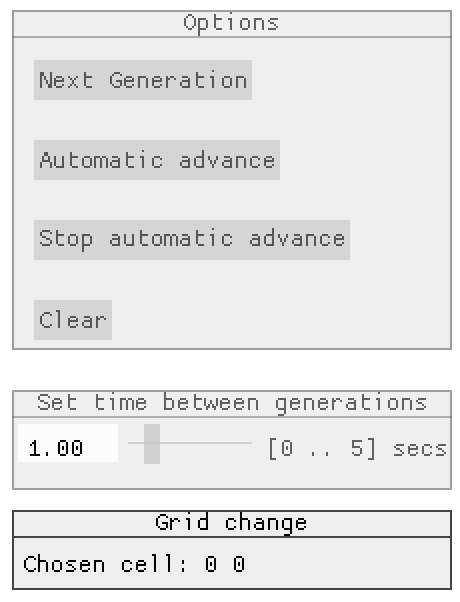 Options
Next Generation
Automatic advance
Stop automatic advance
Clear
Set time between generations
1.00 [0 .. 5] secs
Grid change
Chosen cell: 0 0